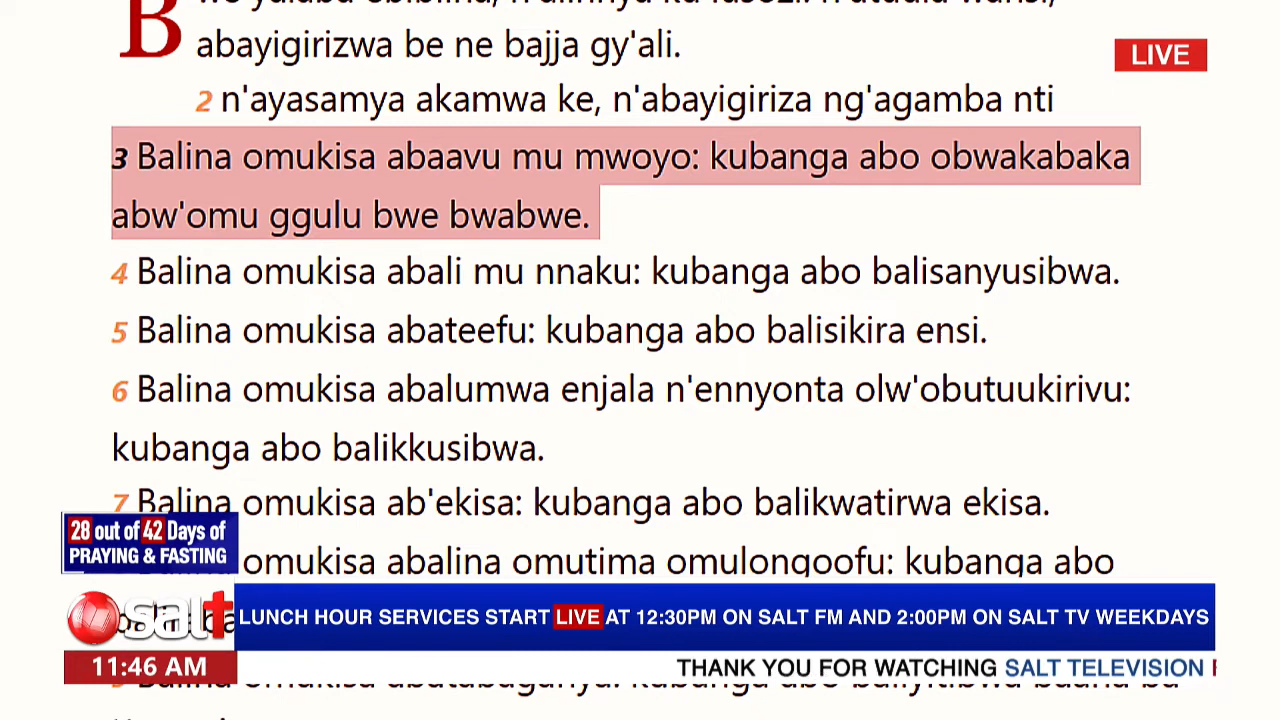 B
abayigirizwa be ne bajja gy'ali.
LIVE
2 n'ayasamya akamwa ke, n'abayigiriza ng'agamba nti
3 Balina omukisa abaavu mu mwoyo: kubanga abo obwakabaka
abw'omu ggulu bwe bwabwe.
4 Balina omukisa abali mu nnaku: kubanga abo balisanyusibwa.
5 Balina omukisa abateefu: kubanga abo balisikira ensi.
6 Balina omukisa abalumwa enjala n'ennyonta olw'obutuukirivu:
kubanga abo balikkusibwa.
7 Balina omukisa ab'ekisa: kubanga abo balikwatirwa ekisa.
28 out of 42 Days of
PRAYING & FASTING
omukisa abalina omutima omulongoofu: kubanga abo
salt
LUNCH HOUR SERVICES START LIVE AT 12:30PM ON SALT FM AND 2:00PM ON SALT TV WEEKDAYS
11:46 AM
THANK YOU FOR WATCHING SALT TELEVISION